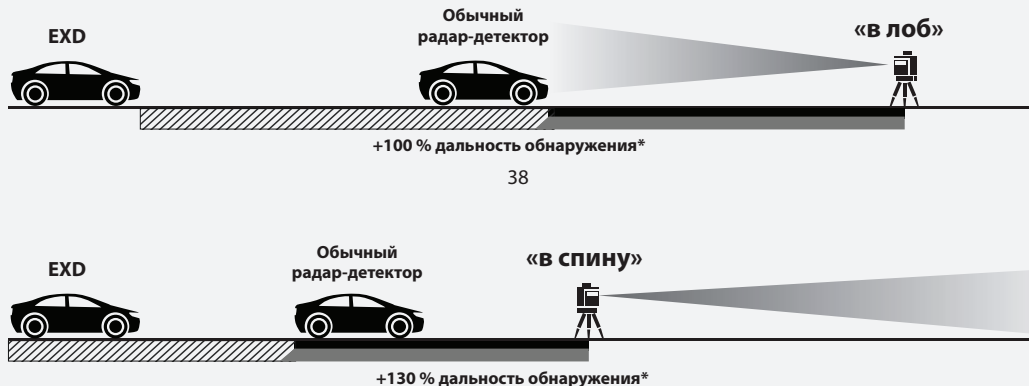 EXD
Обычный
радар-детектор
«в лоб»
+100 % дальность обнаружения*
38
EXD
Обычный
радар-детектор
«в спину»
+130 % дальность обнаружения*